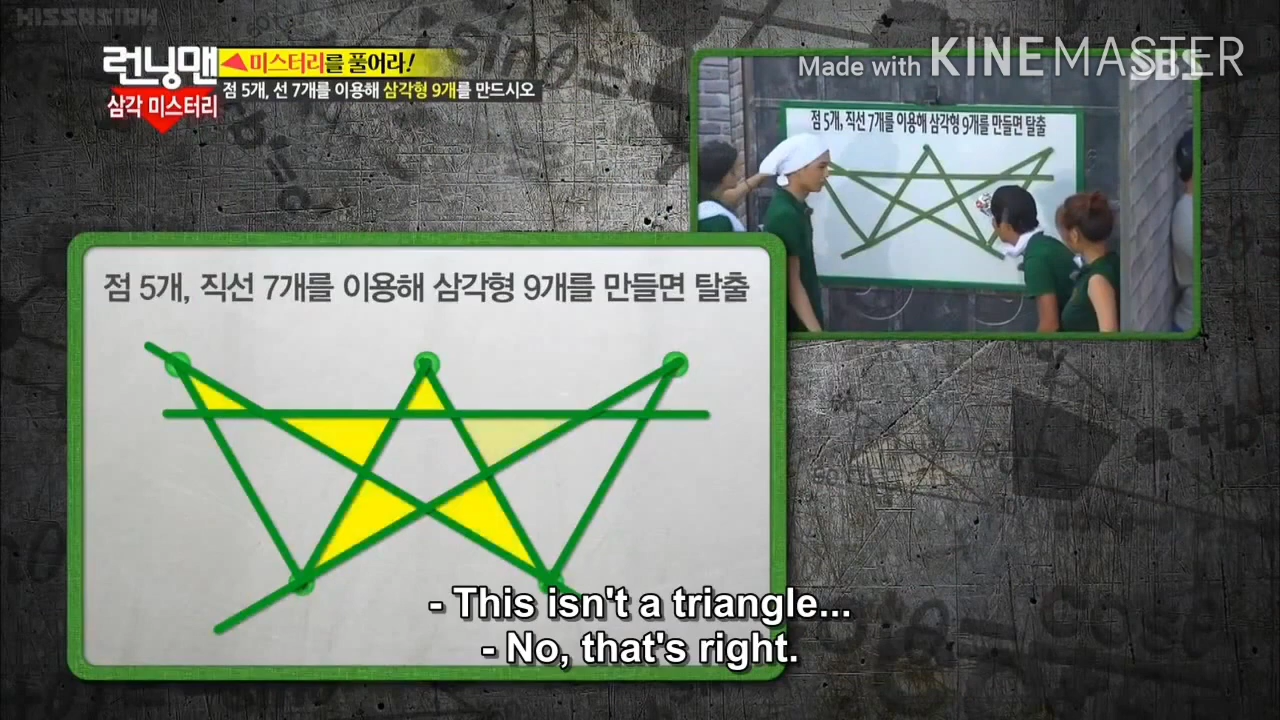 KISSASIAN
런닝맨
삼각 미스터리
미스터리를 풀어라!
점 5개, 선 7개를 이용해 삼각형 9개를 만드시오
Made with KINEMASTER
SBS
점 5개, 직선 7개를 이용해 삼각형 9개를 만들면 탈출
점 5개, 직선 7개를 이용해 삼각형 9개를 만들면 탈출
- This isn't a triangle...
- No, that's right.